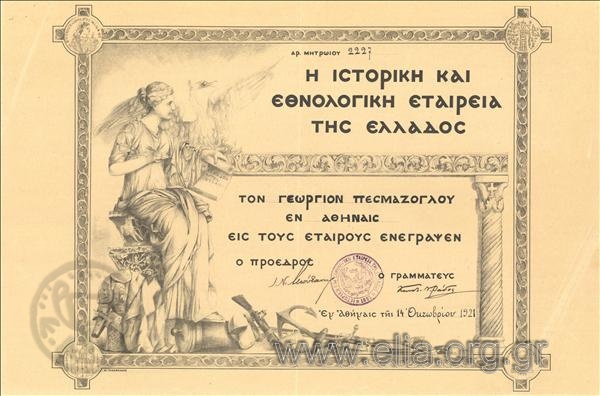 ΑΡ. ΜΗΤΡΩΟΥ 2227
Η ΙΣΤΟΡΙΚΗ ΚΑΙ
ΕΘΝΟΛΟΓΙΚΗ ΕΤΑΙΡΕΙΑ
ΤΗΣ ΕΛΛΑΔΟΣ
ΤΟΝ ΓΕΩΡΓΙΟΝ ΠΕΣΜΑΖΟΓΛΟΥ
ΕΝ ΑΘΗΝΑΙΣ
ΕΙΣ ΤΟΥΣ ΕΤΑΙΡΟΥΣ ΕΝΕΓΡΑΨΕΝ
Ο ΠΡΟΕΔΡΟΣ
Ο ΓΡΑΜΜΑΤΕΥΣ
Ἐν Ἀθήναις τῇ 14 Ὀκτωβρίου 1921
www.elia.org.gr